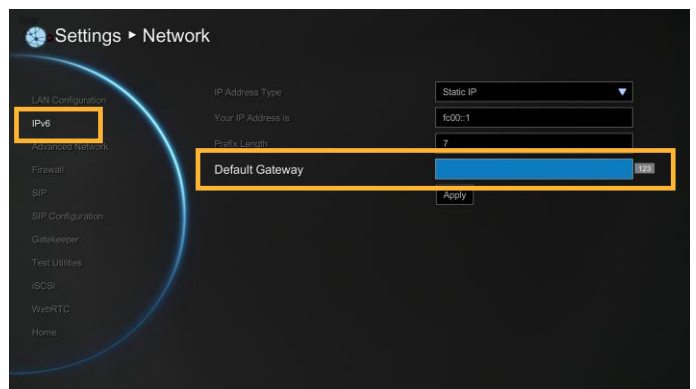 Settings ▸ Network
LAN Configuration
IPv6
Advanced Network
Firewall
SIP
SIP Configuration
Gatekeeper
Test Utilities
iSCSI
WebRTC
Home
IP Address Type Static IP
Your IP Address is fc00::1
Prefix Length 7
Default Gateway 123
Apply